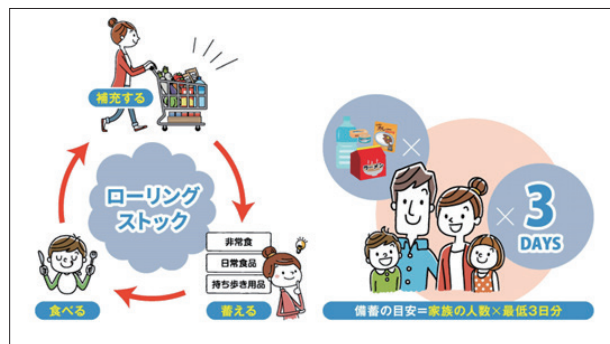 補充する
ローリング
ストック
非常食
日常食品
持ち歩き用品
食べる
蓄える
×
×3
DAYS
備蓄の目安=家族の人数×最低3日分